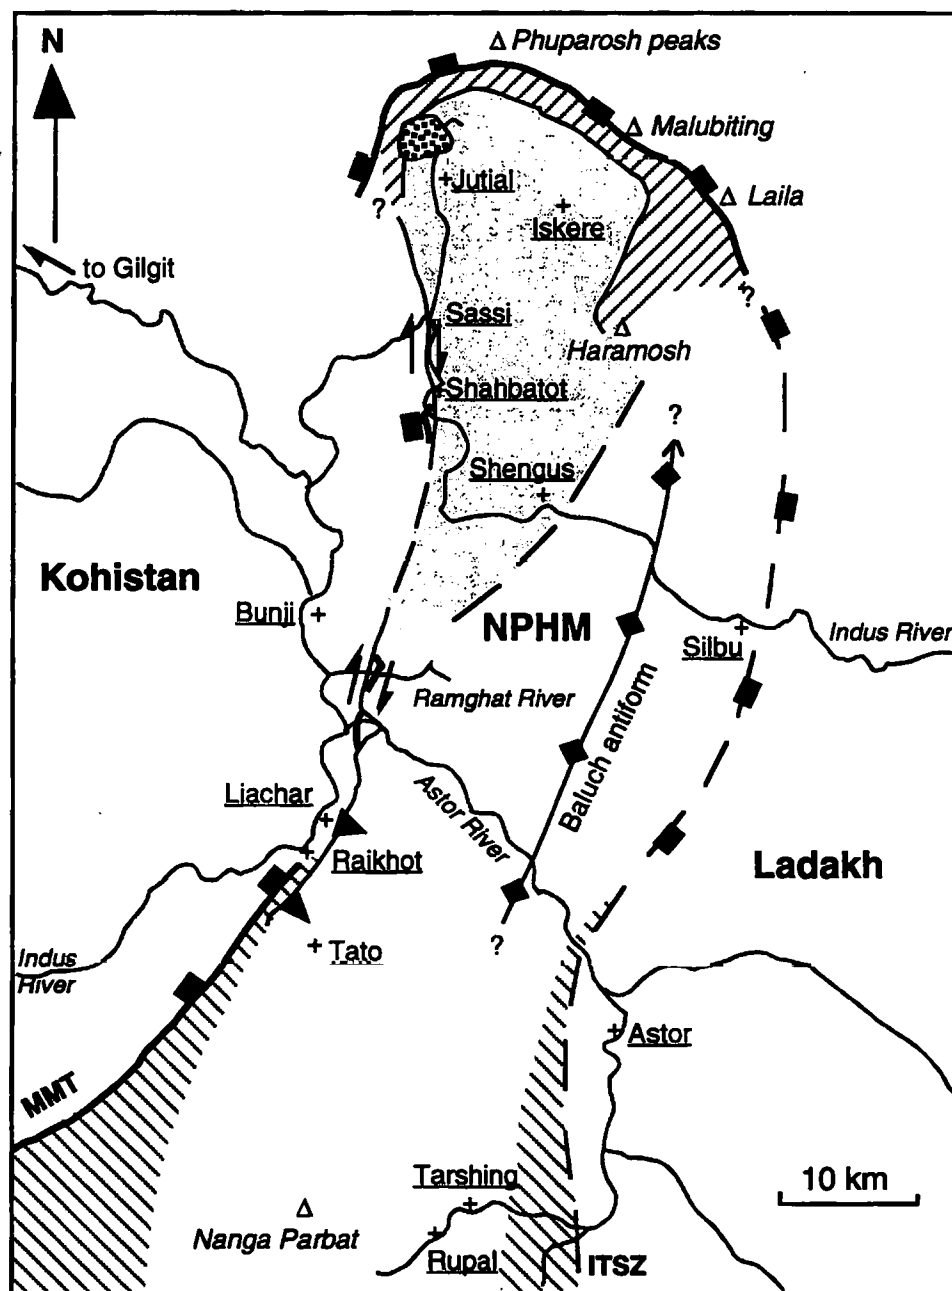 Δ Phuparosh peaks
N
Δ Malubiting
+Jutial
Δ Laila
?
+
Iskere
to Gilgit
?
Sassi
Δ
Haramosh
Shahbatot
?
Shengus
+
Kohistan
Bunji +
NPHM
Silbu
+
Indus River
Ramghat River
Baluch antiform
Astor River
Liachar
+
+
Raikhot
Ladakh
+ Tato
?
Indus
River
+
Astor
MMT
Tarshing
+
10 km
Δ
Nanga Parbat
+
Rupal
ITSZ